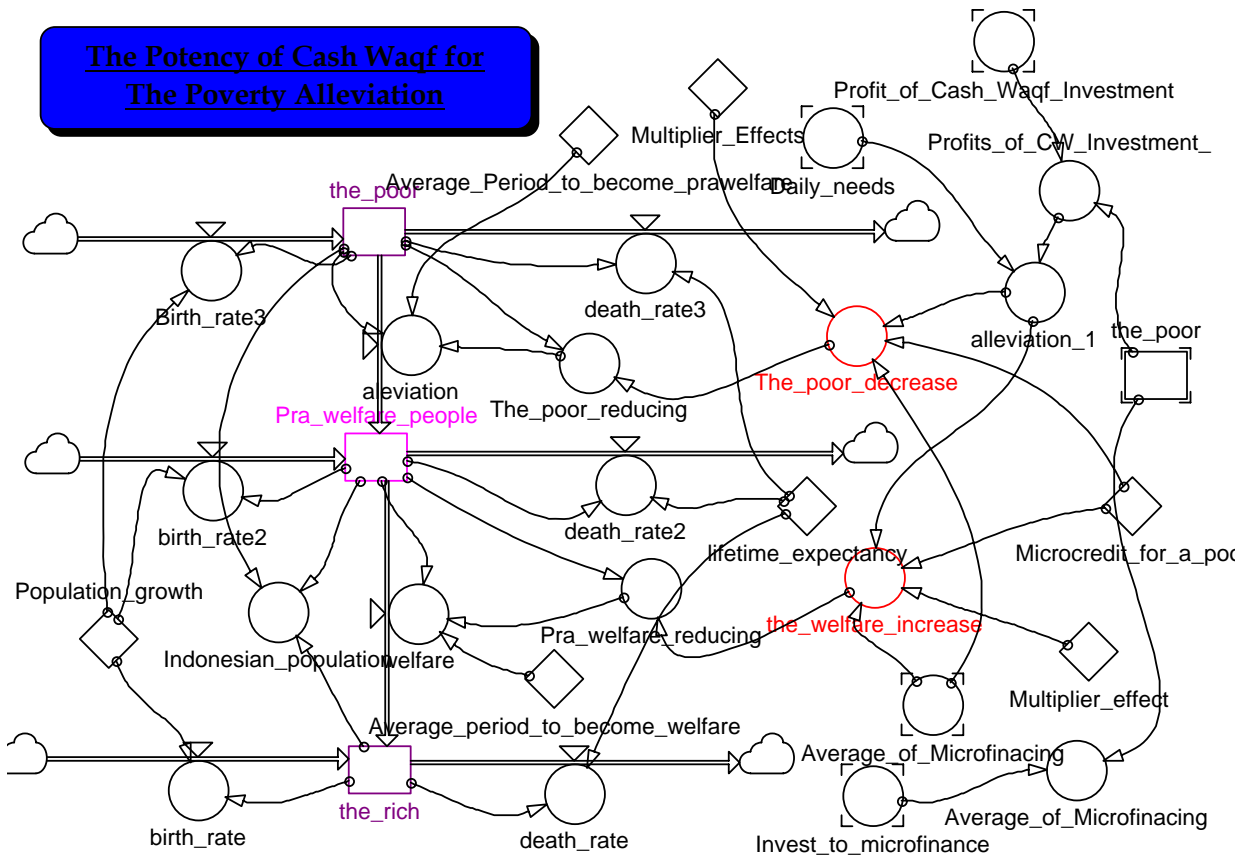 The Potency of Cash Waqf for
The Poverty Alleviation
Profit_of_Cash_Waqf_Investment
Multiplier_Effects
Profits_of_CW_Investment_
Average_Period_to_become_prawelfare
Daily_needs
the_poor
Birth_rate3
death_rate3
alleviation_1
the_poor
aleviation
The_poor_reducing
The_poor_decrease
Pra_welfare_people
birth_rate2
death_rate2
lifetime_expectancy
Microcredit_for_a_poo
Population_growth
Indonesian_population
welfare
Pra_welfare_reducing
the_welfare_increase
Multiplier_effect
Average_period_to_become_welfare
Average_of_Microfinacing
the_rich
birth_rate
death_rate
Invest_to_microfinance
Average_of_Microfinacing